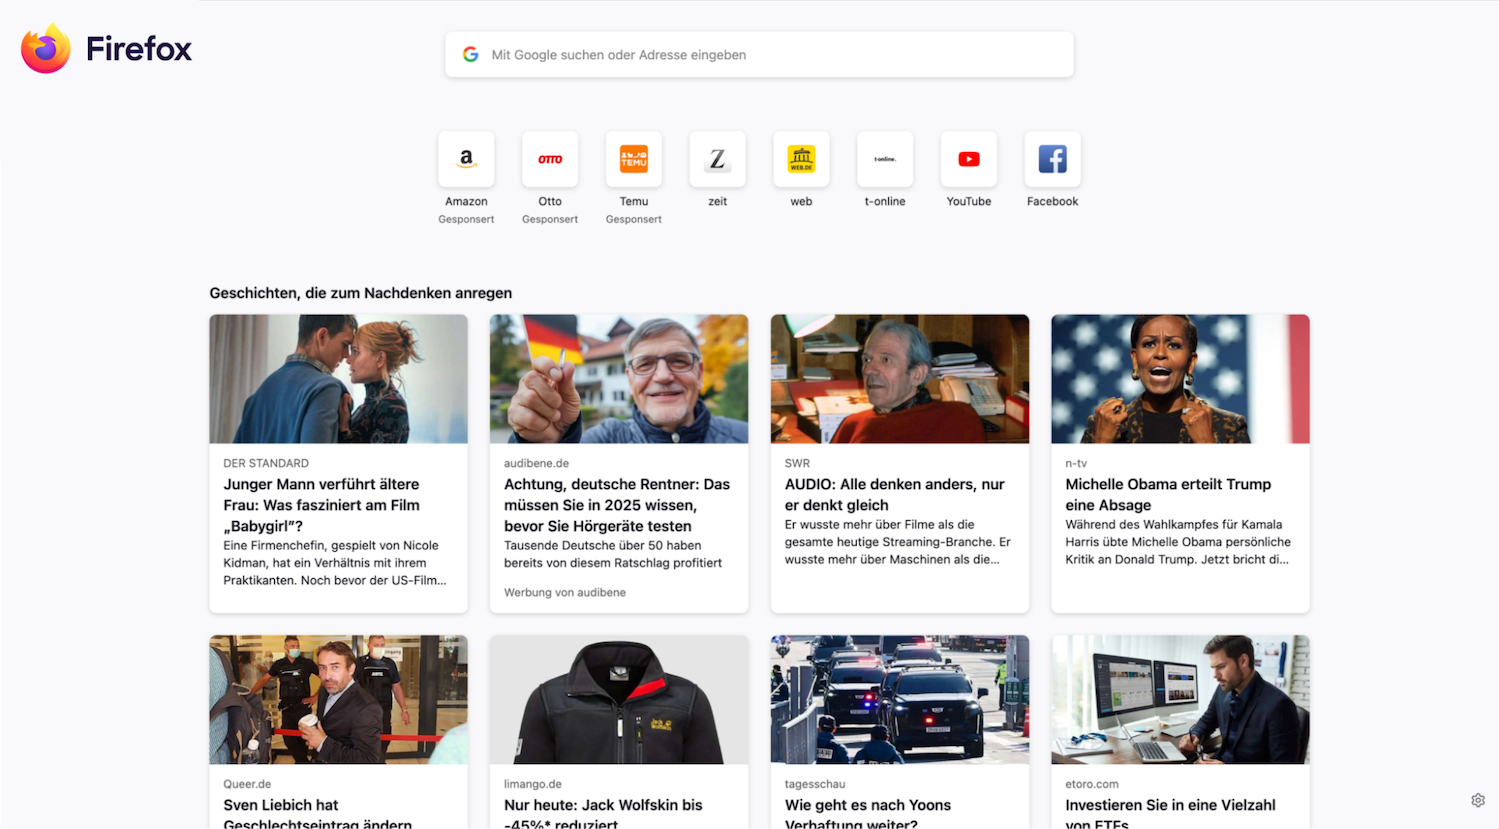 Firefox
Mit Google suchen oder Adresse eingeben
a
OTTO
TEMU
Z
WEB.DE
t-online.
f
Amazon
Otto
Temu
zeit
web
t-online
YouTube
Facebook
Gesponsert
Gesponsert
Gesponsert
Geschichten, die zum Nachdenken anregen
DER STANDARD
Junger Mann verführt ältere
Frau: Was fasziniert am Film
„Babygirl“?
Eine Firmenchefin, gespielt von Nicole
Kidman, hat ein Verhältnis mit ihrem
Praktikanten. Noch bevor der US-Film...
audibene.de
Achtung, deutsche Rentner: Das
müssen Sie in 2025 wissen,
bevor Sie Hörgeräte testen
Tausende Deutsche über 50 haben
bereits von diesem Ratschlag profitiert
Werbung von audibene
SWR
AUDIO: Alle denken anders, nur
er denkt gleich
Er wusste mehr über Filme als die
gesamte heutige Streaming-Branche. Er
wusste mehr über Maschinen als die...
n-tv
Michelle Obama erteilt Trump
eine Absage
Während des Wahlkampfes für Kamala
Harris übte Michelle Obama persönliche
Kritik an Donald Trump. Jetzt bricht di...
Queer.de
Sven Liebich hat
Geschlechtseintrag ändern
Jack
Wolfskin
limango.de
Nur heute: Jack Wolfskin bis
-45%* reduziert
tagesschau
Wie geht es nach Yoons
Verhaftung weiter?
etoro.com
Investieren Sie in eine Vielzahl
von ETFs